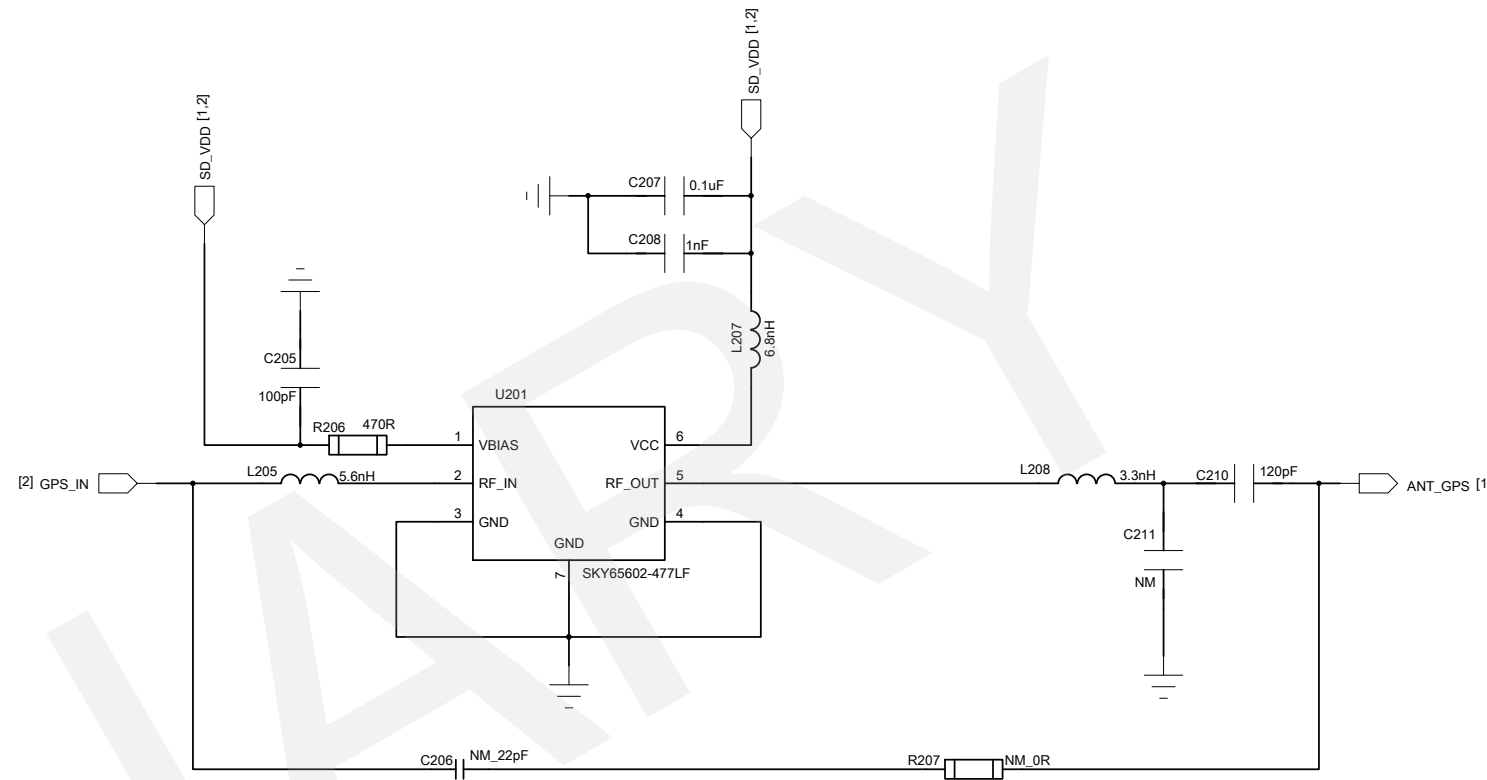 SD_VDD [1,2]
SD_VDD [1,2]
C207 0.1uF
C208 1nF
L207
6.8nH
C205
100pF
U201
R206 470R
1 VBIAS
VCC 6
[2] GPS_IN
L205 5.6nH
2 RF_IN
RF_OUT 5
L208 3.3nH
C210 120pF
ANT_GPS [1
3 GND
GND 4
GND
7
SKY65602-477LF
C211
NM
C206 NM_22pF
R207 NM_0R
IARY